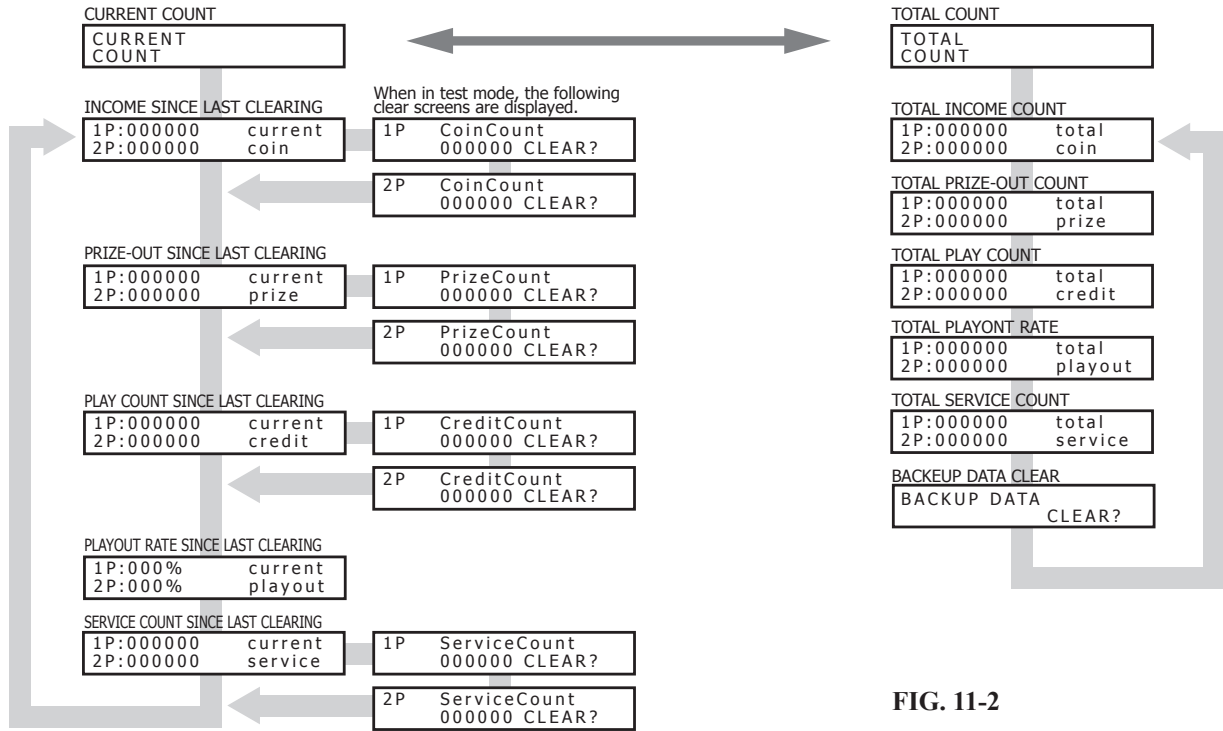 CURRENT COUNT
CURRENT
COUNT
INCOME SINCE LAST CLEARING
1P:000000 current
2P:000000 coin
When in test mode, the following
clear screens are displayed.
1P CoinCount
000000 CLEAR?
2P CoinCount
000000 CLEAR?
PRIZE-OUT SINCE LAST CLEARING
1P:000000 current
2P:000000 prize
1P PrizeCount
000000 CLEAR?
2P PrizeCount
000000 CLEAR?
PLAY COUNT SINCE LAST CLEARING
1P:000000 current
2P:000000 credit
1P CreditCount
000000 CLEAR?
2P CreditCount
000000 CLEAR?
PLAYOUT RATE SINCE LAST CLEARING
1P:000% current
2P:000% playout
SERVICE COUNT SINCE LAST CLEARING
1P:000000 current
2P:000000 service
1P ServiceCount
000000 CLEAR?
2P ServiceCount
000000 CLEAR?
TOTAL COUNT
TOTAL
COUNT
TOTAL INCOME COUNT
1P:000000 total
2P:000000 coin
TOTAL PRIZE-OUT COUNT
1P:000000 total
2P:000000 prize
TOTAL PLAY COUNT
1P:000000 total
2P:000000 credit
TOTAL PLAYONT RATE
1P:000000 total
2P:000000 playout
TOTAL SERVICE COUNT
1P:000000 total
2P:000000 service
BACKEUP DATA CLEAR
BACKUP DATA
CLEAR?
FIG. 11-2